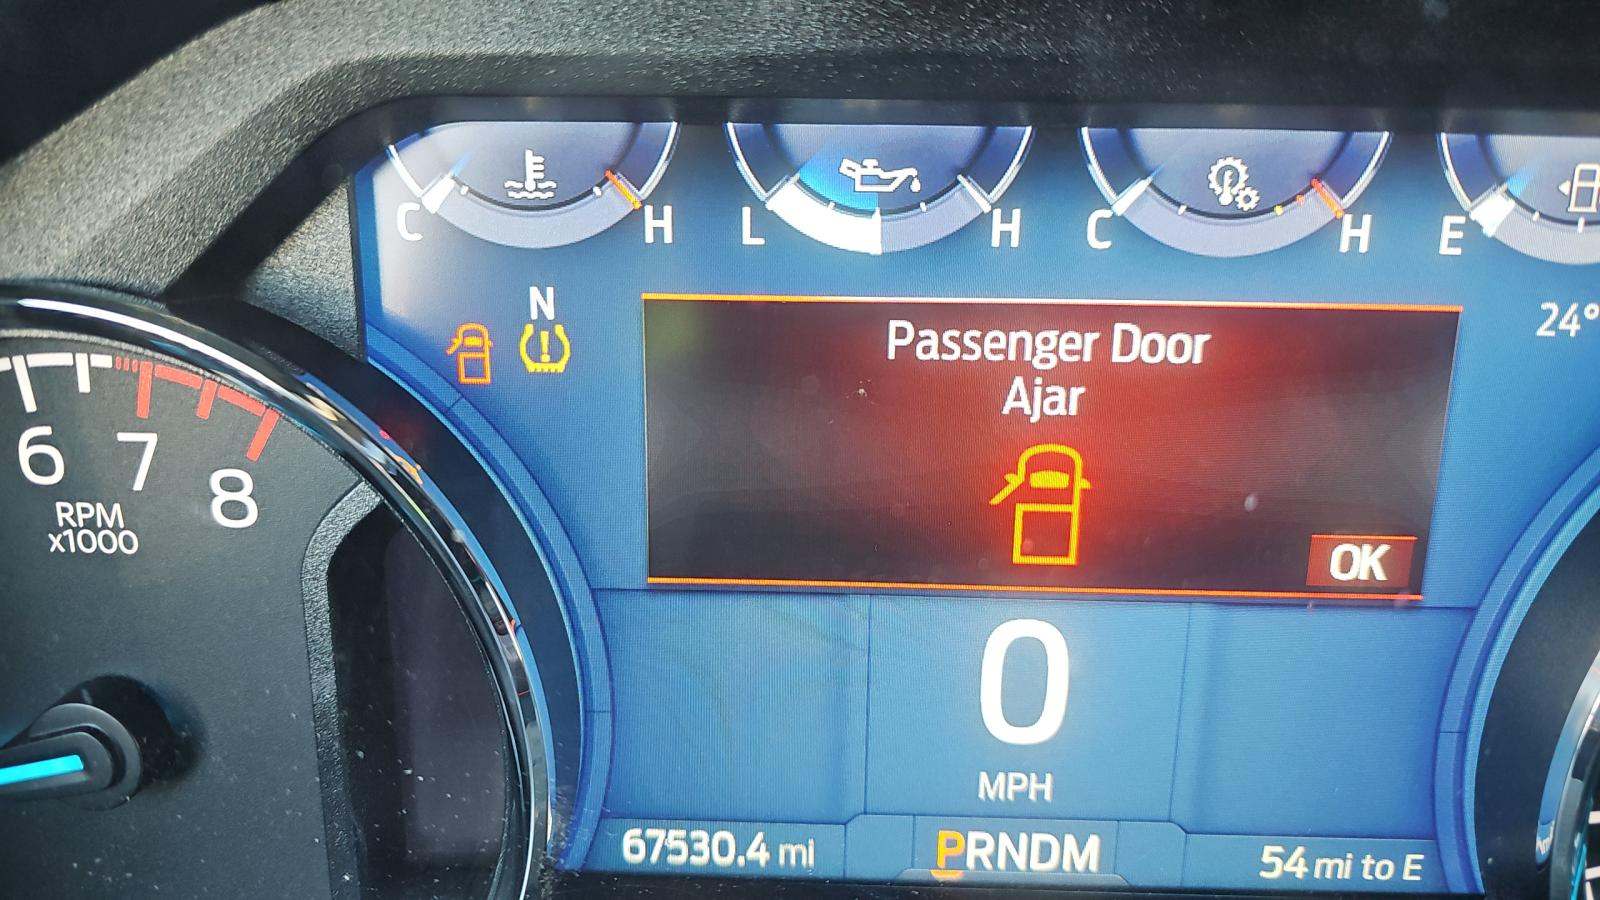 C H L H C H E
N
24°
Passenger Door
Ajar
OK
6 7 8
RPM
x1000
0
MPH
67530.4 mi PRNDM 54 mi to E